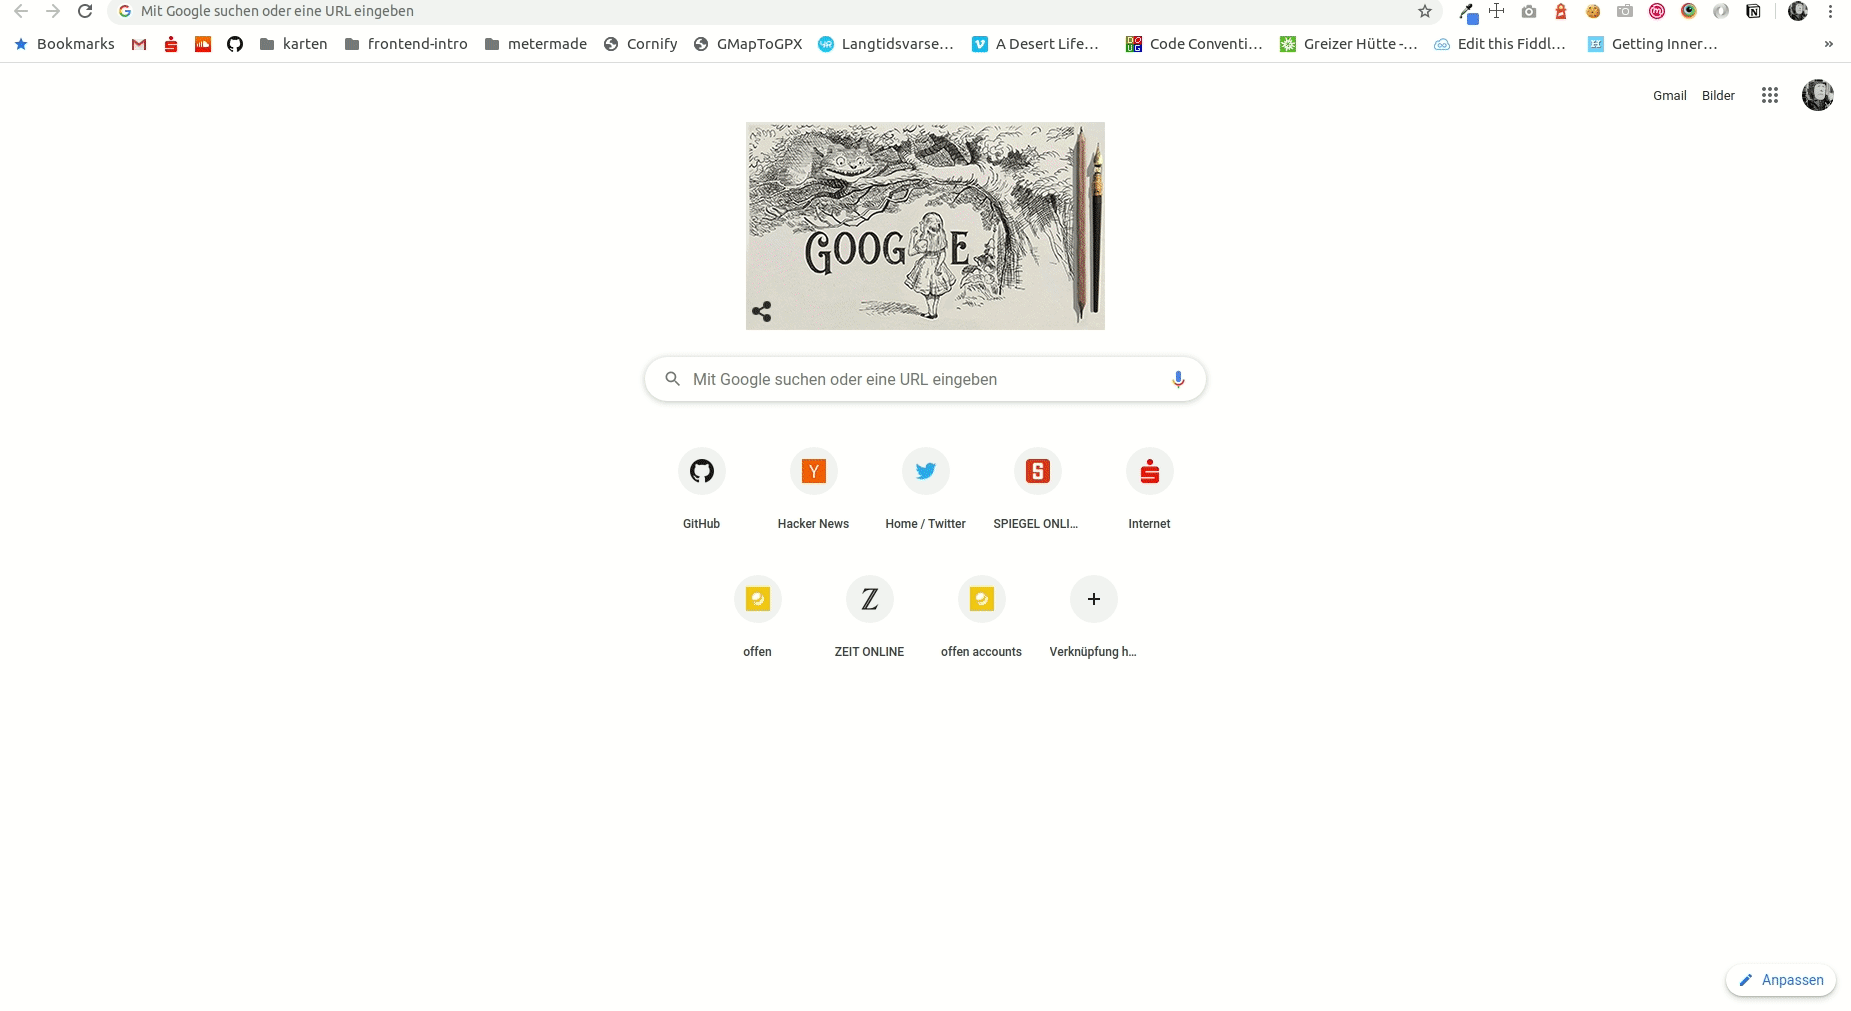 Mit Google suchen oder eine URL eingeben
Bookmarks karten frontend-intro metermade Cornify GMapToGPX Langtidsvarse... A Desert Life... Code Conventi... Greizer Hütte -... Edit this Fiddl... Getting Inner... »
Gmail Bilder
GOOG E
Mit Google suchen oder eine URL eingeben
GitHub Hacker News Home / Twitter SPIEGEL ONLI... Internet
offen ZEIT ONLINE offen accounts Verknüpfung h...
Anpassen